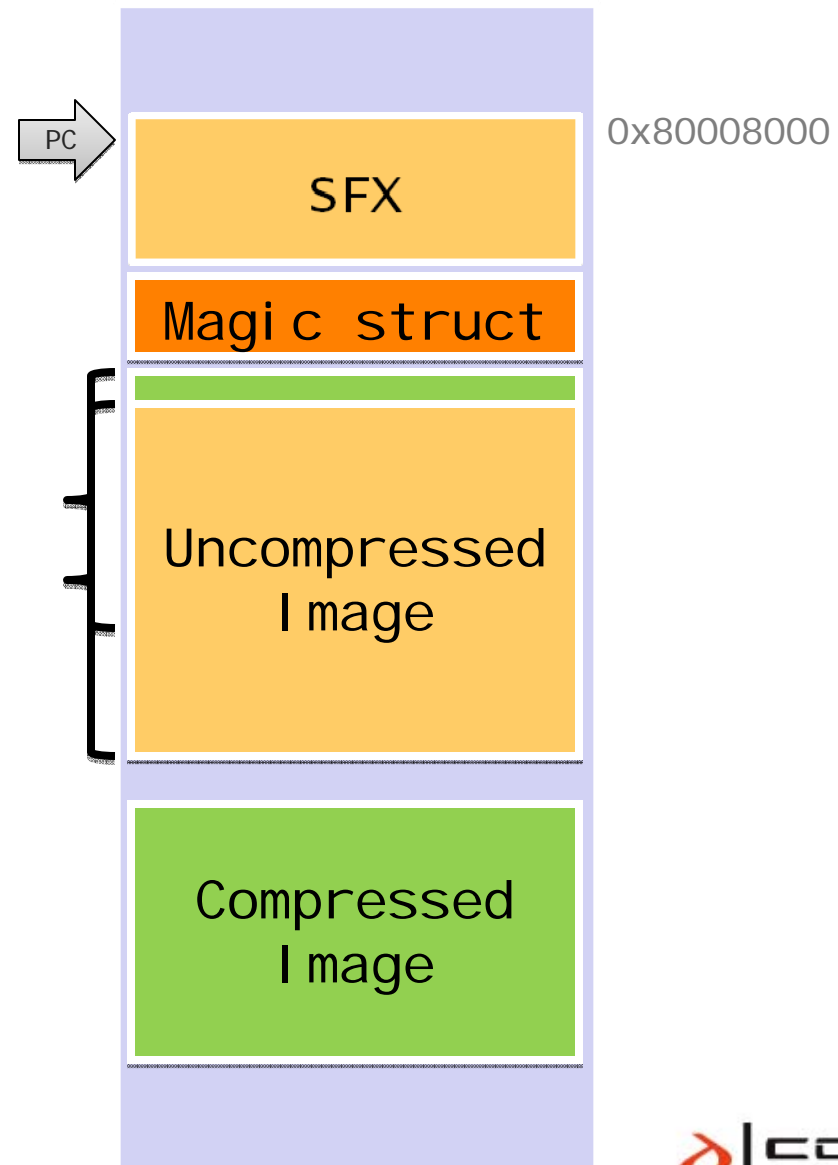 PC
0x80008000
SFX
Magic struct
Uncompressed
Image
Compressed
Image